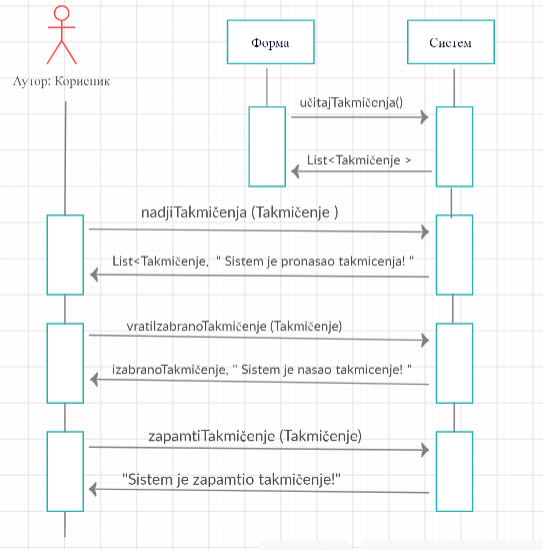 Форма
Систем
Аутор: Корисник
učitajTakmičenja()
List<Takmičenje >
nadjiTakmičenja (Takmičenje )
List<Takmičenje, " Sistem je pronasao takmicenja! "
vratiIzabranoTakmičenje (Takmičenje)
izabranoTakmičenje, " Sistem je nasao takmicenje! "
zapamtiTakmičenje (Takmičenje)
"Sistem je zapamtio takmičenje!"